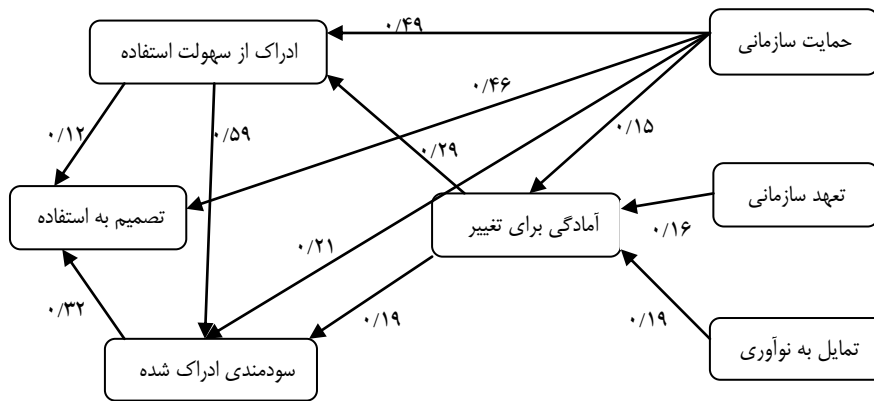 حمایت سازمانی
۰/۴۹
ادراک از سهولت استفاده
۰/۴۶
۰/۱۲
۰/۵۹
۰/۱۵
۰/۲۹
تعهد سازمانی
تصمیم به استفاده
آمادگی برای تغییر
۰/۱۶
۰/۲۱
۰/۳۲
۰/۱۹
۰/۱۹
تمایل به نوآوری
سودمندی ادراک شده